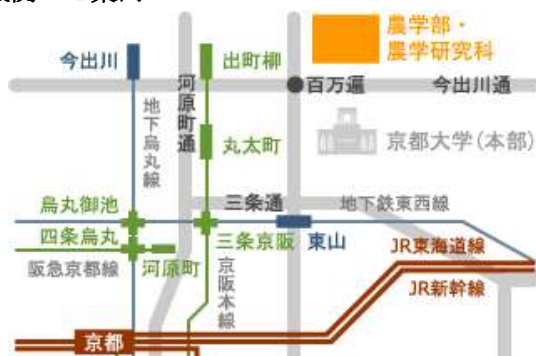 農学部・
農学研究科
今出川
出町柳
百万遍
今出川通
河原町通
地下烏丸線
丸太町
京都大学(本部)
烏丸御池
三条通
地下鉄東西線
四条烏丸
三条京阪
東山
阪急京都線
河原町
京阪本線
JR東海道線
JR新幹線
京都